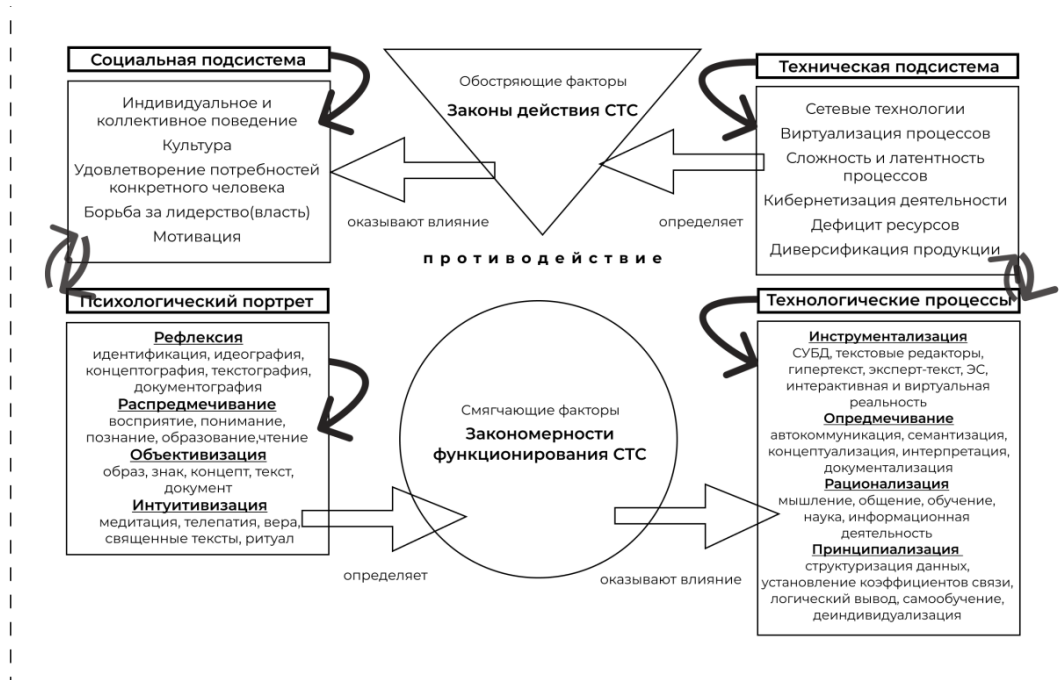 Социальная подсистема
Индивидуальное и
коллективное поведение
Культура
Удовлетворение потребностей
конкретного человека
Борьба за лидерство(власть)
Мотивация
Обостряющие факторы
Законы действия СТС
оказывают влияние
определяет
противодействие
Техническая подсистема
Сетевые технологии
Виртуализация процессов
Сложность и латентность
процессов
Кибернетизация деятельности
Дефицит ресурсов
Диверсификация продукции
Психологический портрет
Рефлексия
идентификация, идеография,
концептография, текстография,
документография
Распредмечивание
восприятие, понимание,
познание, образование,чтение
Объективизация
образ, знак, концепт, текст,
документ
Интуитивизация
медитация, телепатия, вера,
священные тексты, ритуал
Смягчающие факторы
Закономерности
функционирования СТС
определяет
оказывают влияние
Технологические процессы
Инструментализация
СУБД, текстовые редакторы,
гипертекст, эксперт-текст, ЭС,
интерактивная и виртуальная
реальность
Опредмечивание
автокоммуникация, семантизация,
концептуализация, интерпретация,
документализация
Рационализация
мышление, общение, обучение,
наука, информационная
деятельность
Принципиализация
структуризация данных,
установление коэффициентов связи,
логический вывод, самообучение,
деиндивидуализация